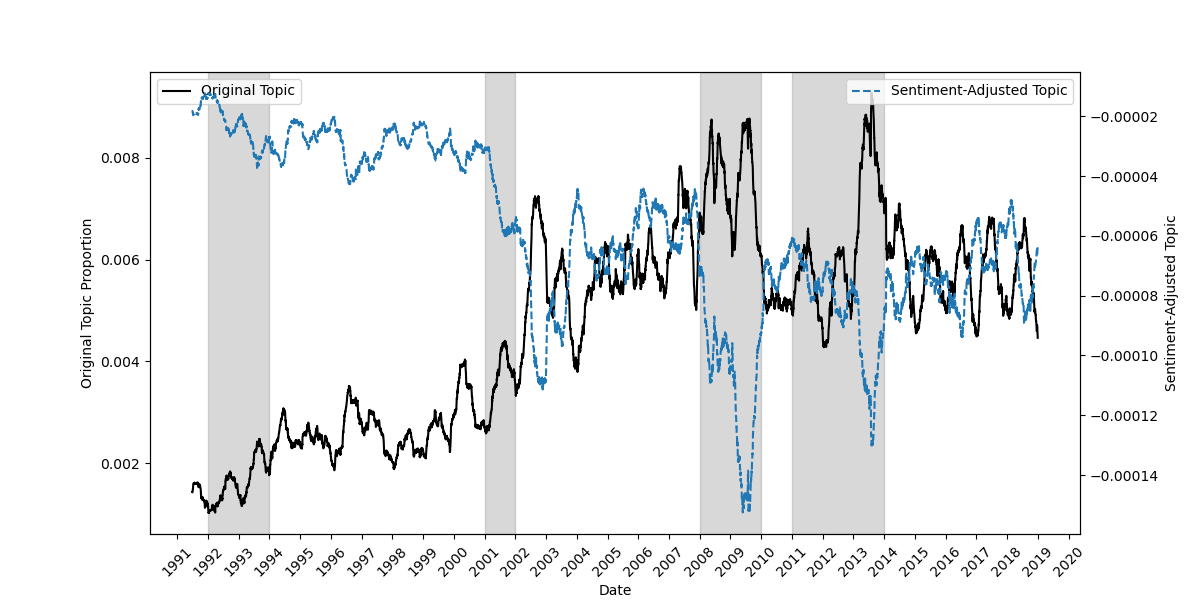 Original Topic
Sentiment-Adjusted Topic
Original Topic Proportion
0.008
0.006
0.004
0.002
−0.00002
−0.00004
−0.00006
−0.00008
−0.00010
−0.00012
−0.00014
Sentiment-Adjusted Topic
1991 1992 1993 1994 1995 1996 1997 1998 1999 2000 2001 2002 2003 2004 2005 2006 2007 2008 2009 2010 2011 2012 2013 2014 2015 2016 2017 2018 2019 2020
Date